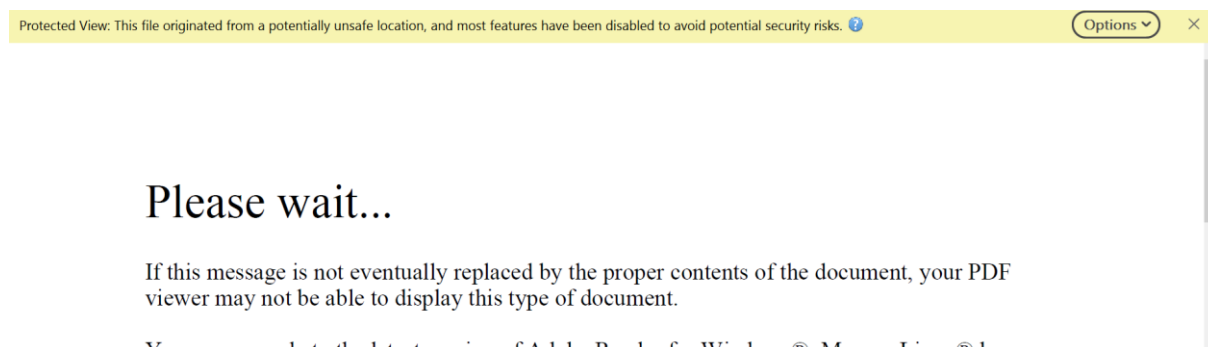 Protected View: This file originated from a potentially unsafe location, and most features have been disabled to avoid potential security risks.
Options
Please wait...
If this message is not eventually replaced by the proper contents of the document, your PDF
viewer may not be able to display this type of document.